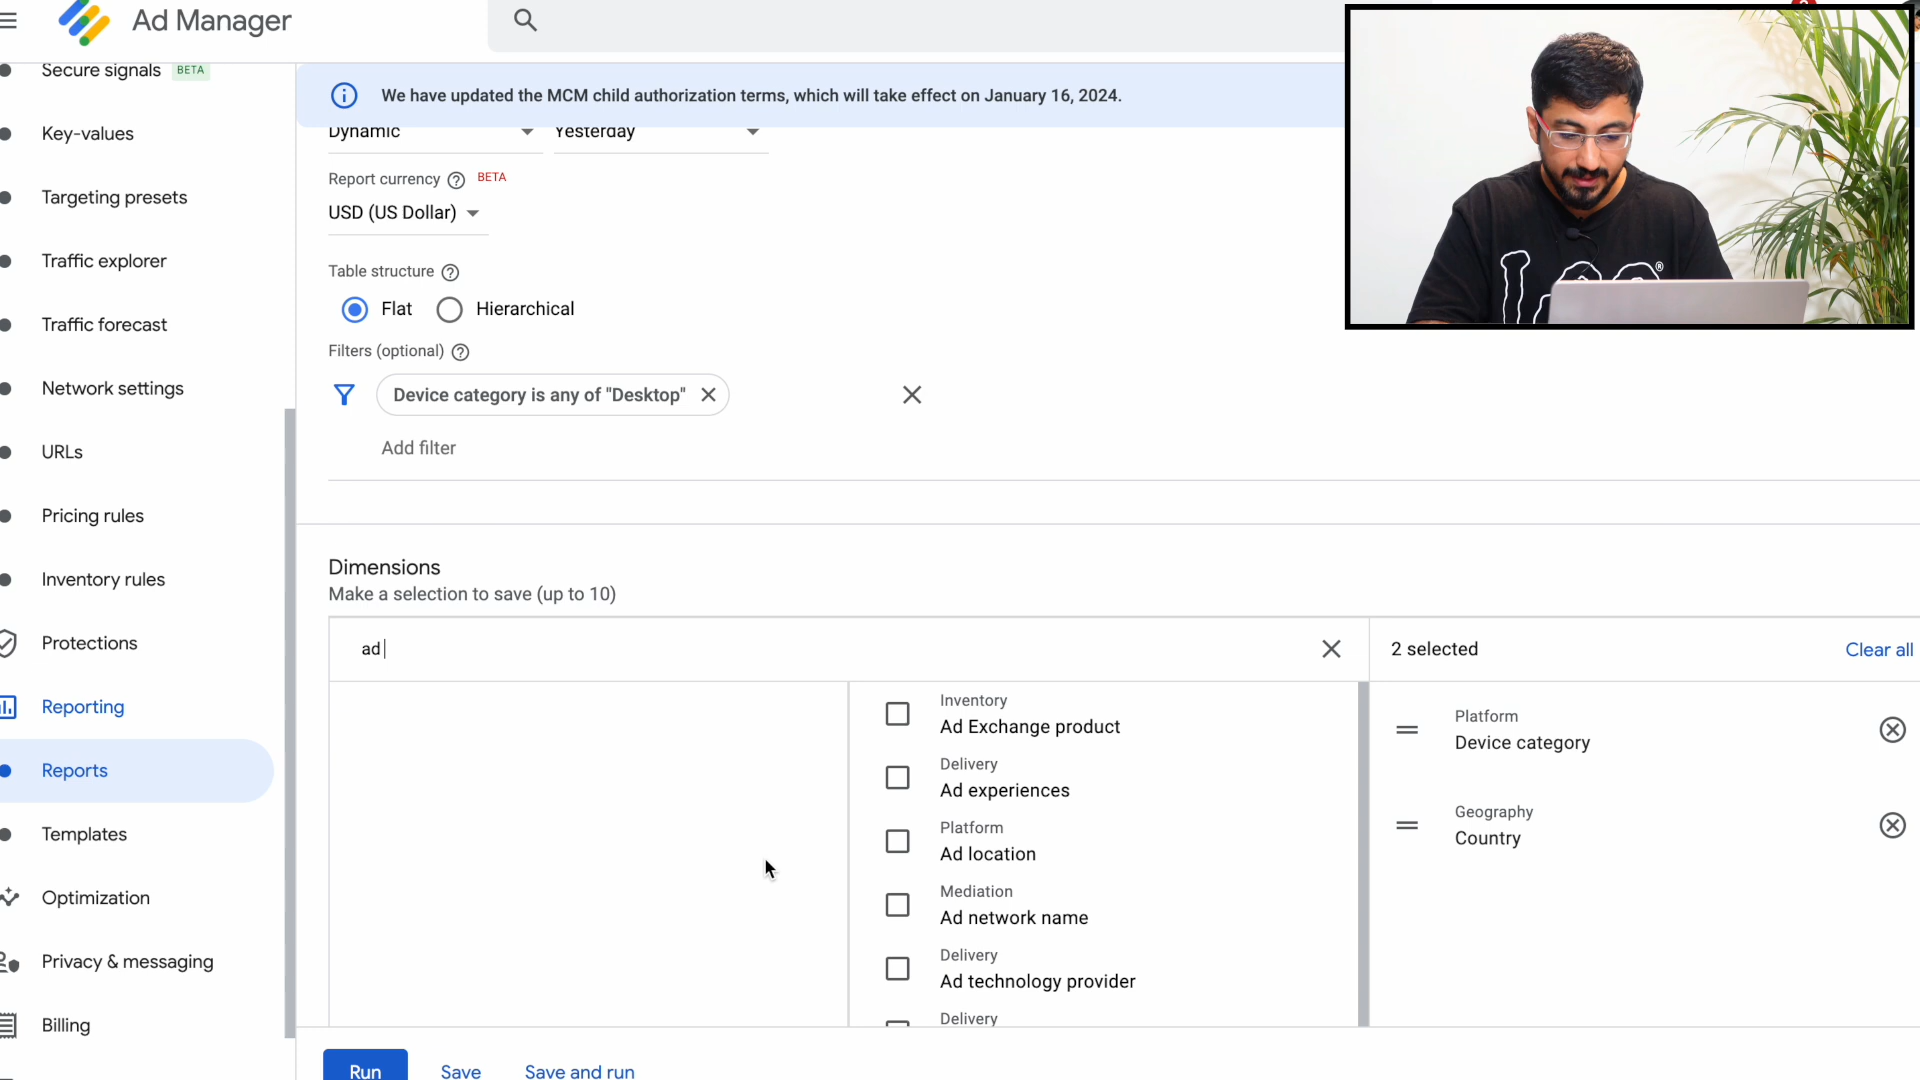 Ad Manager
Secure signals BETA
Key-values
Targeting presets
Traffic explorer
Traffic forecast
Network settings
URLs
Pricing rules
Inventory rules
Protections
Reporting
Reports
Templates
Optimization
Privacy & messaging
Billing
We have updated the MCM child authorization terms, which will take effect on January 16, 2024.
Dynamic Yesterday
Report currency BETA
USD (US Dollar)
Table structure
Flat Hierarchical
Filters (optional)
Device category is any of "Desktop"
Add filter
Dimensions
Make a selection to save (up to 10)
ad
Inventory
Ad Exchange product
Delivery
Ad experiences
Platform
Ad location
Mediation
Ad network name
Delivery
Ad technology provider
Delivery
2 selected Clear all
Platform
Device category
Geography
Country
Run Save Save and run